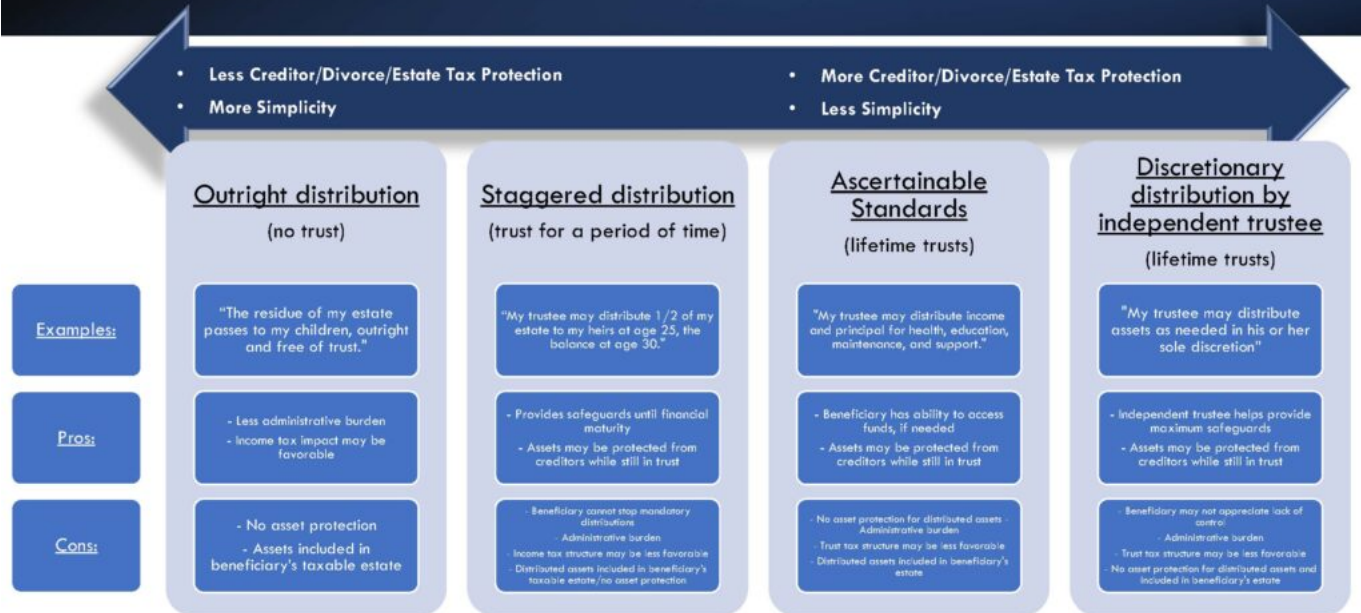 • Less Creditor/Divorce/Estate Tax Protection
• More Simplicity
• More Creditor/Divorce/Estate Tax Protection
• Less Simplicity
Outright distribution
(no trust)
Staggered distribution
(trust for a period of time)
Ascertainable
Standards
(lifetime trusts)
Discretionary
distribution by
independent trustee
(lifetime trusts)
Examples:
"The residue of my estate
passes to my children, outright
and free of trust."
"My trustee may distribute 1/2 of my
estate to my heirs at age 25, the
balance at age 30."
"My trustee may distribute income
and principal for health, education,
maintenance, and support."
"My trustee may distribute
assets as needed in his or her
sole discretion"
Pros:
- Less administrative burden
- Income tax impact may be
favorable
- Provides safeguards until financial
maturity
- Assets may be protected from
creditors while still in trust
- Beneficiary has ability to access
funds, if needed
- Assets may be protected from
creditors while still in trust
- Independent trustee helps provide
maximum safeguards
- Assets may be protected from
creditors while still in trust
Cons:
- No asset protection
- Assets included in
beneficiary's taxable estate
- Beneficiary cannot stop mandatory
distributions
- Administrative burden
- Income tax structure may be less favorable
- Distributed assets included in beneficiary's
taxable estate/no asset protection
- No asset protection for distributed assets -
Administrative burden
- Trust tax structure may be less favorable
- Distributed assets included in beneficiary's
estate
- Beneficiary may not appreciate lack of
control
- Administrative burden
- Trust tax structure may be less favorable
- No asset protection for distributed assets and
included in beneficiary's estate